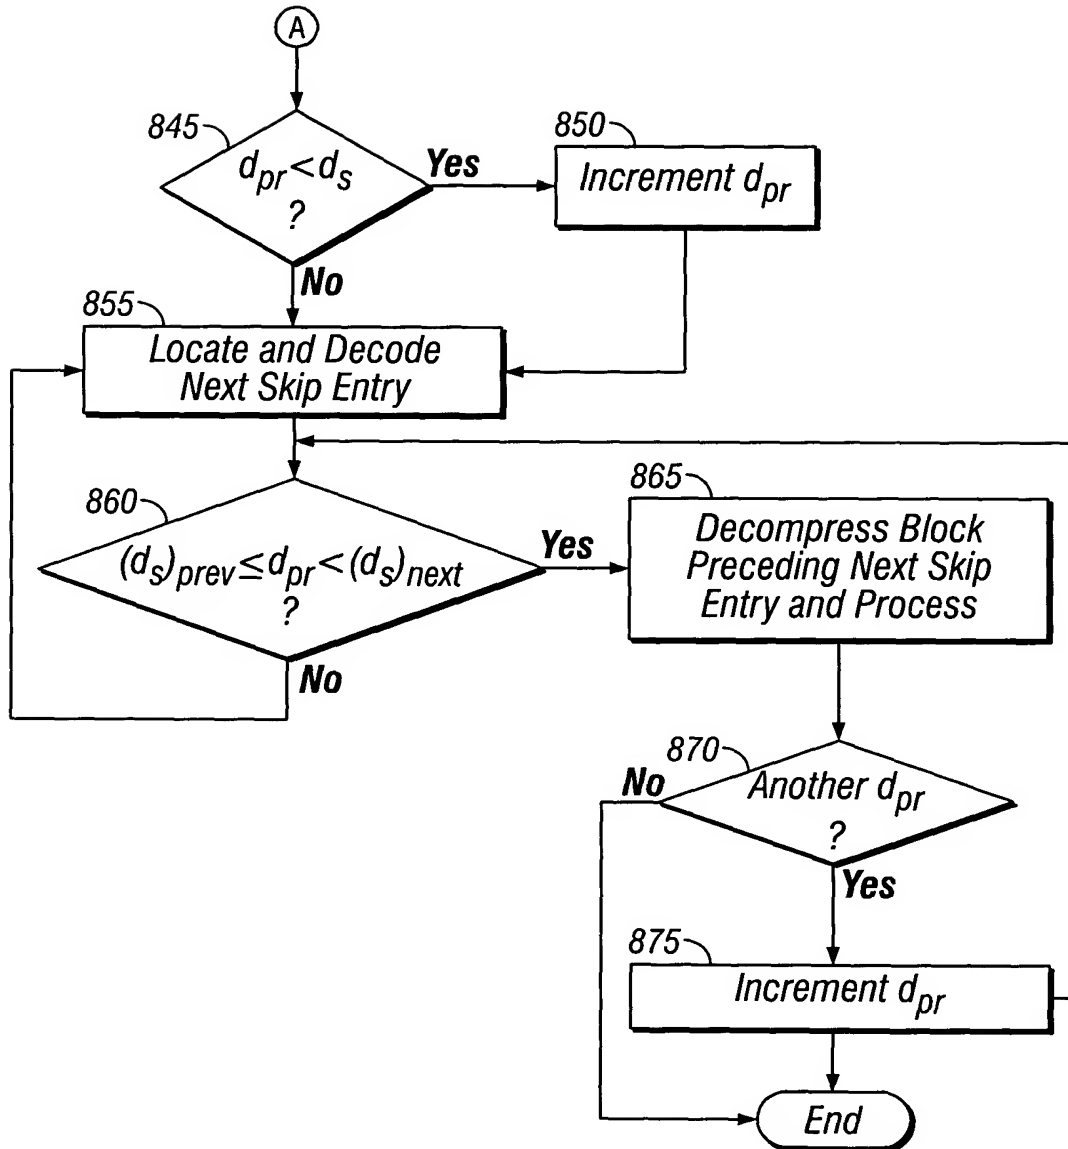 A
845
d_pr < d_s
?
Yes
850
Increment d_pr
No
855
Locate and Decode
Next Skip Entry
860
(d_s)_prev ≤ d_pr < (d_s)_next
?
Yes
865
Decompress Block
Preceding Next Skip
Entry and Process
No
870
Another d_pr
?
No
Yes
875
Increment d_pr
End